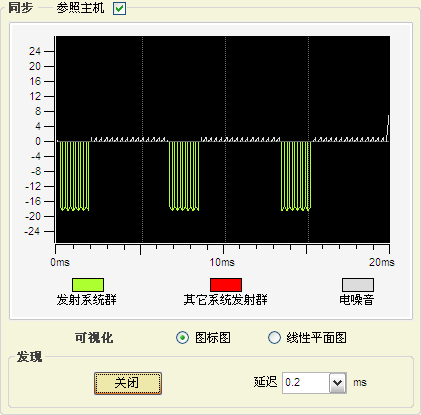 同步 参照主机
24
20
16
12
8
4
0
-4
-8
-12
-16
-20
-24
0ms 10ms 20ms
发射系统群 其它系统发射群 电噪音
可视化 图标图 线性平面图
发现
关闭 延迟 0.2 ms